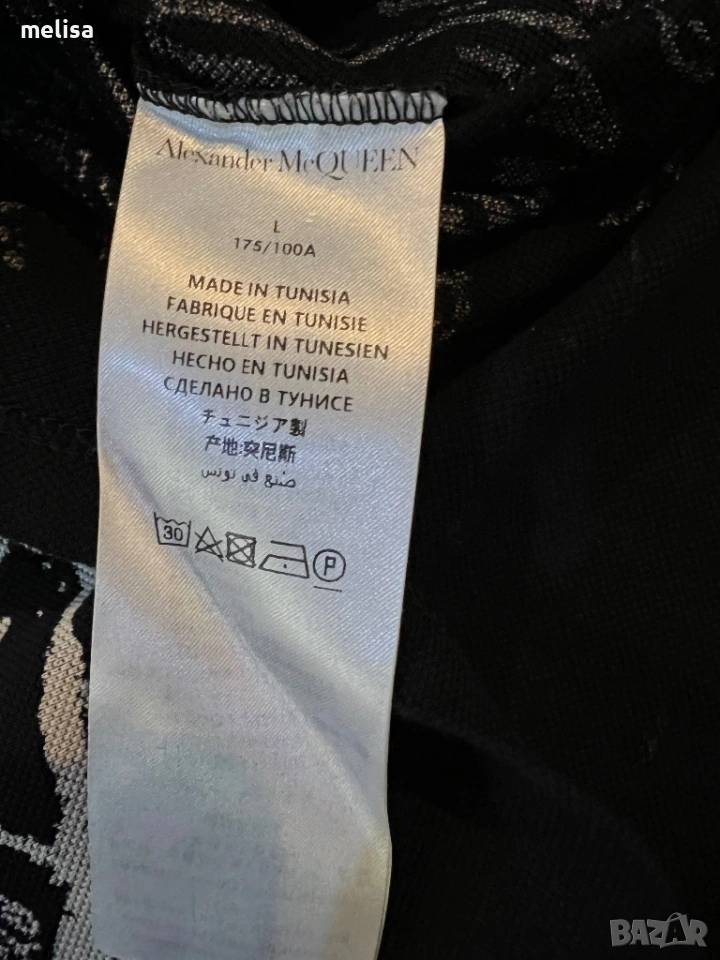 melisa
Alexander McQUEEN
L
175/100A
MADE IN TUNISIA
FABRIQUE EN TUNISIE
HERGESTELLT IN TUNESIEN
HECHO EN TUNISIA
СДЕЛАНО В ТУНИСЕ
チュニジア製
产地:突尼斯
صنع في تونس
30
P
BAZAR